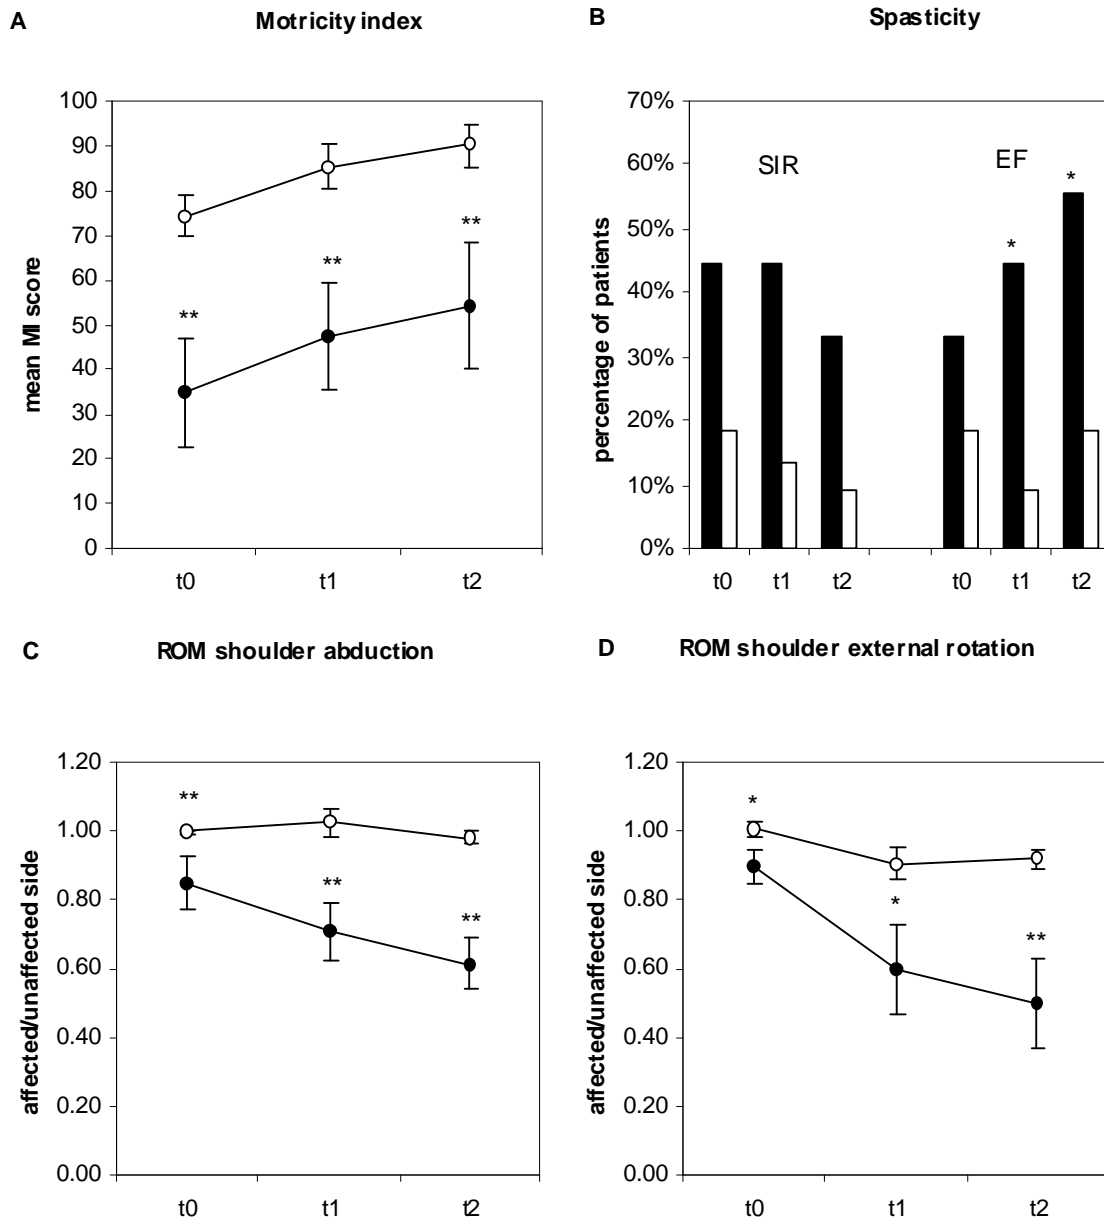 A
Motricity index
100
90
80
70
60
50
40
30
20
10
0
mean MI score
**
**
**
t0 t1 t2
B
Spasticity
70%
60%
50%
40%
30%
20%
10%
0%
percentage of patients
SIR
EF
*
*
t0 t1 t2 t0 t1 t2
C
ROM shoulder abduction
1.20
1.00
0.80
0.60
0.40
0.20
0.00
affected/unaffected side
**
**
**
t0 t1 t2
D
ROM shoulder external rotation
1.20
1.00
0.80
0.60
0.40
0.20
0.00
affected/unaffected side
*
*
**
t0 t1 t2